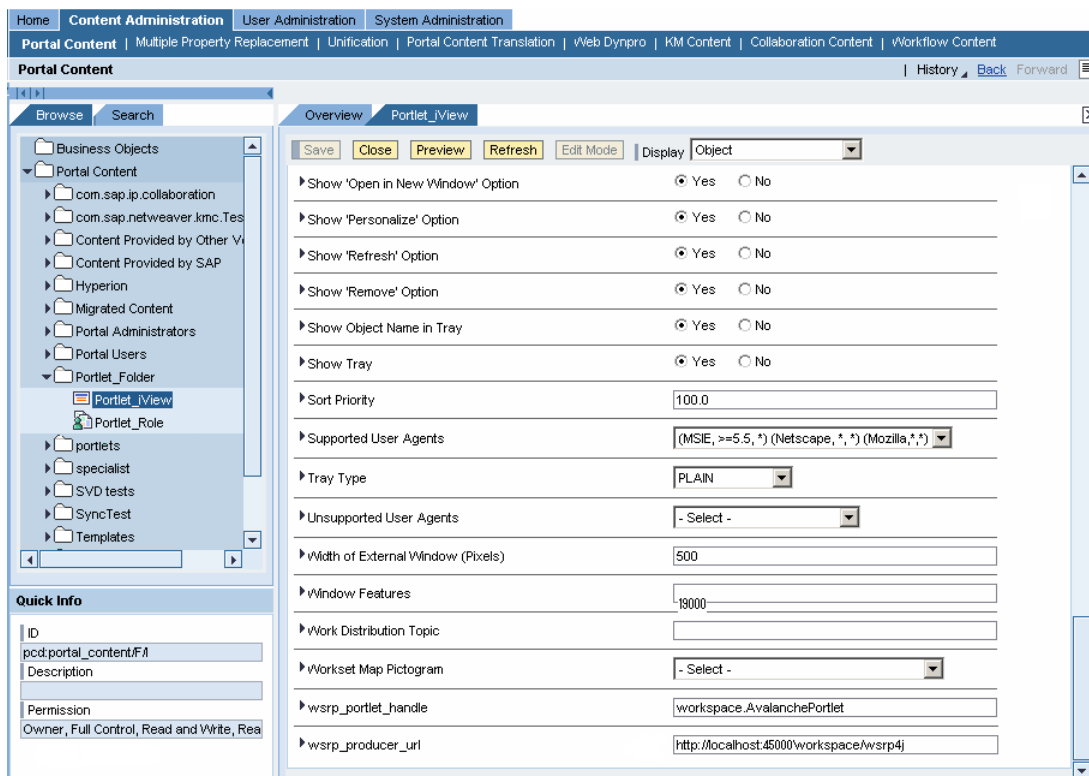 Home Content Administration User Administration System Administration
Portal Content | Multiple Property Replacement | Unification | Portal Content Translation | Web Dynpro | KM Content | Collaboration Content | Workflow Content
Portal Content | History Back Forward
Browse Search
Business Objects
Portal Content
com.sap.ip.collaboration
com.sap.netweaver.kmc.Tes
Content Provided by Other Ve
Content Provided by SAP
Hyperion
Migrated Content
Portal Administrators
Portal Users
Portlet_Folder
Portlet_iView
Portlet_Role
portlets
specialist
SVD tests
SyncTest
Templates
Quick Info
ID
pcd:portal_content/F/I
Description
Permission
Owner, Full Control, Read and Write, Rea
Overview Portlet_iView
Save Close Preview Refresh Edit Mode Display Object
Show 'Open in New Window' Option Yes No
Show 'Personalize' Option Yes No
Show 'Refresh' Option Yes No
Show 'Remove' Option Yes No
Show Object Name in Tray Yes No
Show Tray Yes No
Sort Priority 100.0
Supported User Agents (MSIE, >=5.5, *) (Netscape, *, *) (Mozilla,*,*)
Tray Type PLAIN
Unsupported User Agents - Select -
Width of External Window (Pixels) 500
Window Features
19000
Work Distribution Topic
Workset Map Pictogram - Select -
wsrp_portlet_handle workspace.AvalanchePortlet
wsrp_producer_url http://localhost:45000\workspace/wsrp4j